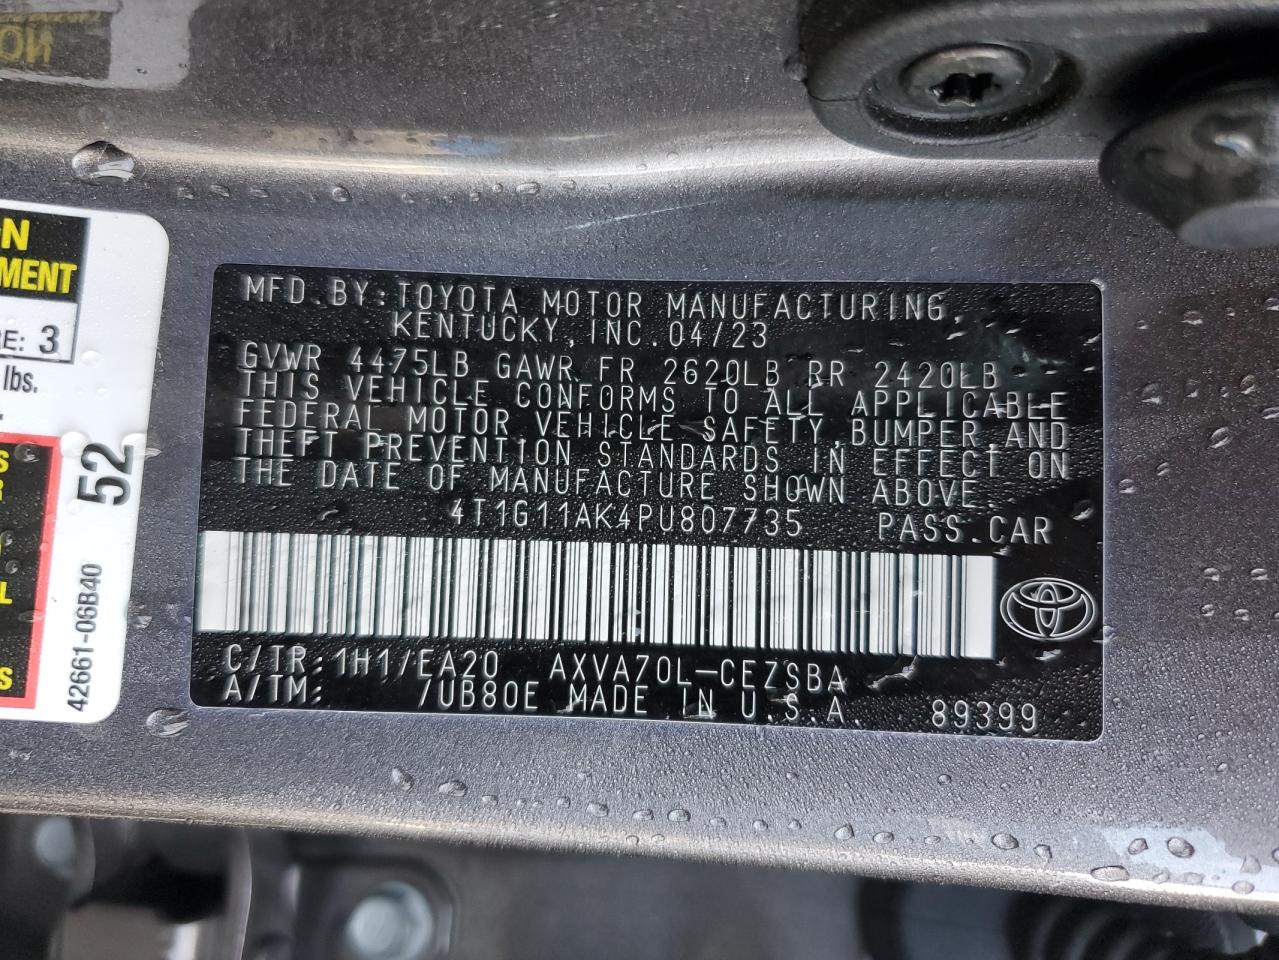 ON
N
MENT
RE: 3
lbs.
S
R
L
S
52
42661-06B40
MFD.BY:TOYOTA MOTOR MANUFACTURING,
KENTUCKY,INC.04/23
GVWR 4475LB GAWR FR 2620LB RR 2420LB
THIS VEHICLE CONFORMS TO ALL APPLICABLE
FEDERAL MOTOR VEHICLE SAFETY,BUMPER,AND
THEFT PREVENTION STANDARDS IN EFFECT ON
THE DATE OF MANUFACTURE SHOWN ABOVE.
4T1G11AK4PU807735 PASS.CAR
C/TR:1H1/EA20 AXVA70L-CEZSBA
A/TM: /UB80E MADE IN U.S.A. 89399